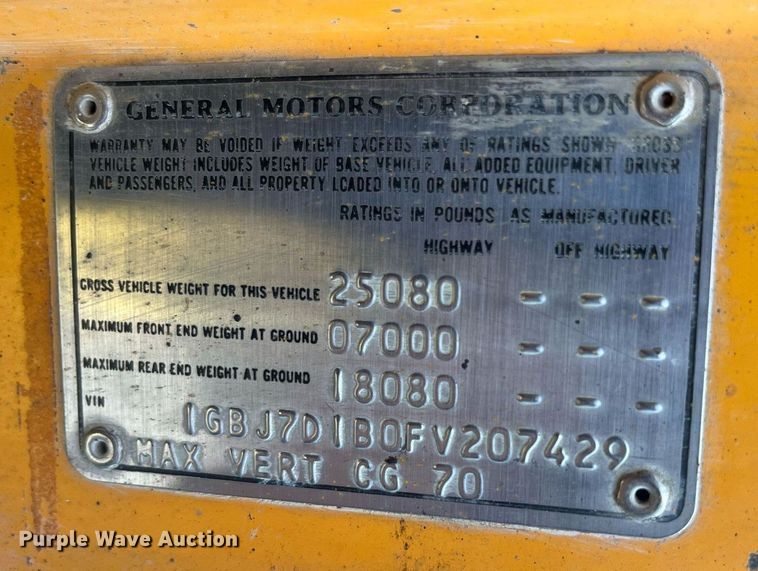 GENERAL MOTORS CORPORATION
WARRANTY MAY BE VOIDED IF WEIGHT EXCEEDS ANY OF RATINGS SHOWN GROSS
VEHICLE WEIGHT INCLUDES WEIGHT OF BASE VEHICLE, ALL ADDED EQUIPMENT, DRIVER
AND PASSENGERS, AND ALL PROPERTY LOADED INTO OR ONTO VEHICLE.
RATINGS IN POUNDS AS MANUFACTURED
HIGHWAY OFF HIGHWAY
GROSS VEHICLE WEIGHT FOR THIS VEHICLE 25080 - - -
MAXIMUM FRONT END WEIGHT AT GROUND 07000 - - -
MAXIMUM REAR END WEIGHT AT GROUND 18080 - - -
VIN 1GBJ7D1B0FV207429
MAX VERT CG 70
Purple Wave Auction